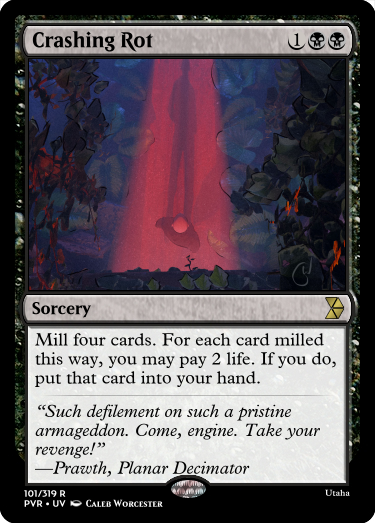 Crashing Rot 1
Sorcery
Mill four cards. For each card milled
this way, you may pay 2 life. If you do,
put that card into your hand.
“Such defilement on such a pristine
armageddon. Come, engine. Take your
revenge!”
—Prawth, Planar Decimator
101/319 R
PVR • UV CALEB WORCESTER
Utaha